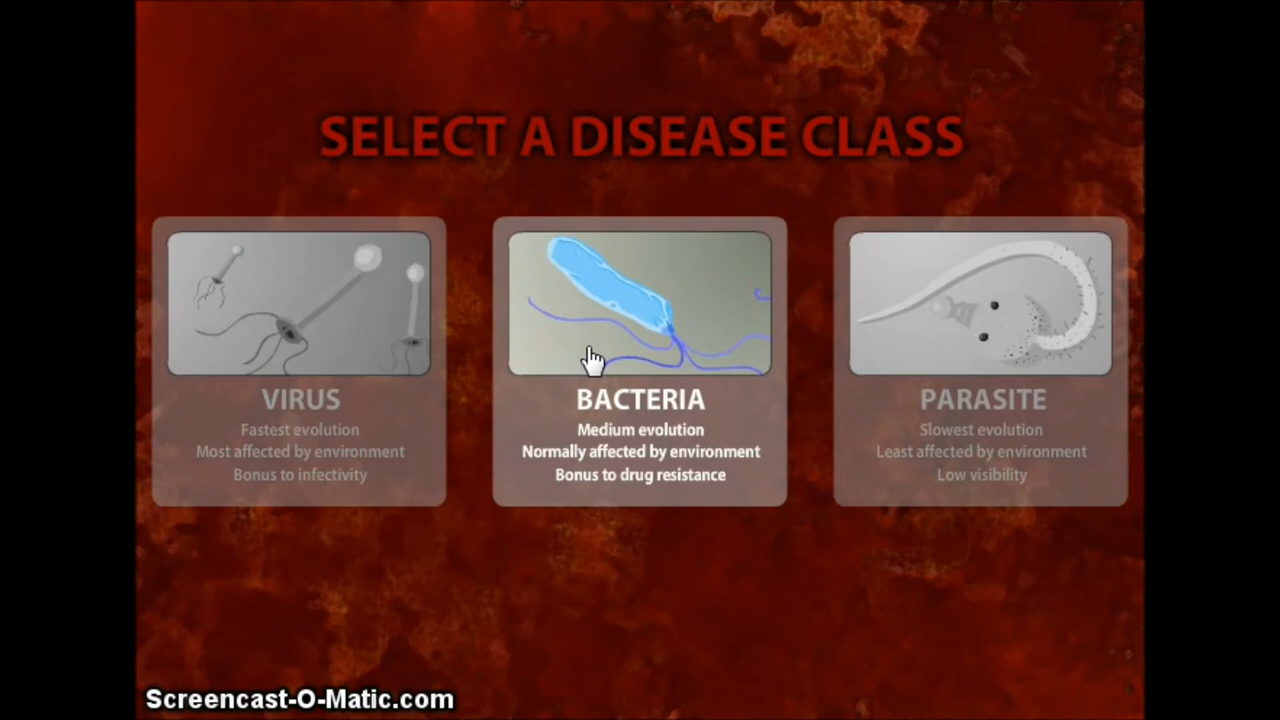 SELECT A DISEASE CLASS
VIRUS
Fastest evolution
Most affected by environment
Bonus to infectivity
BACTERIA
Medium evolution
Normally affected by environment
Bonus to drug resistance
PARASITE
Slowest evolution
Least affected by environment
Low visibility
Screencast-O-Matic.com